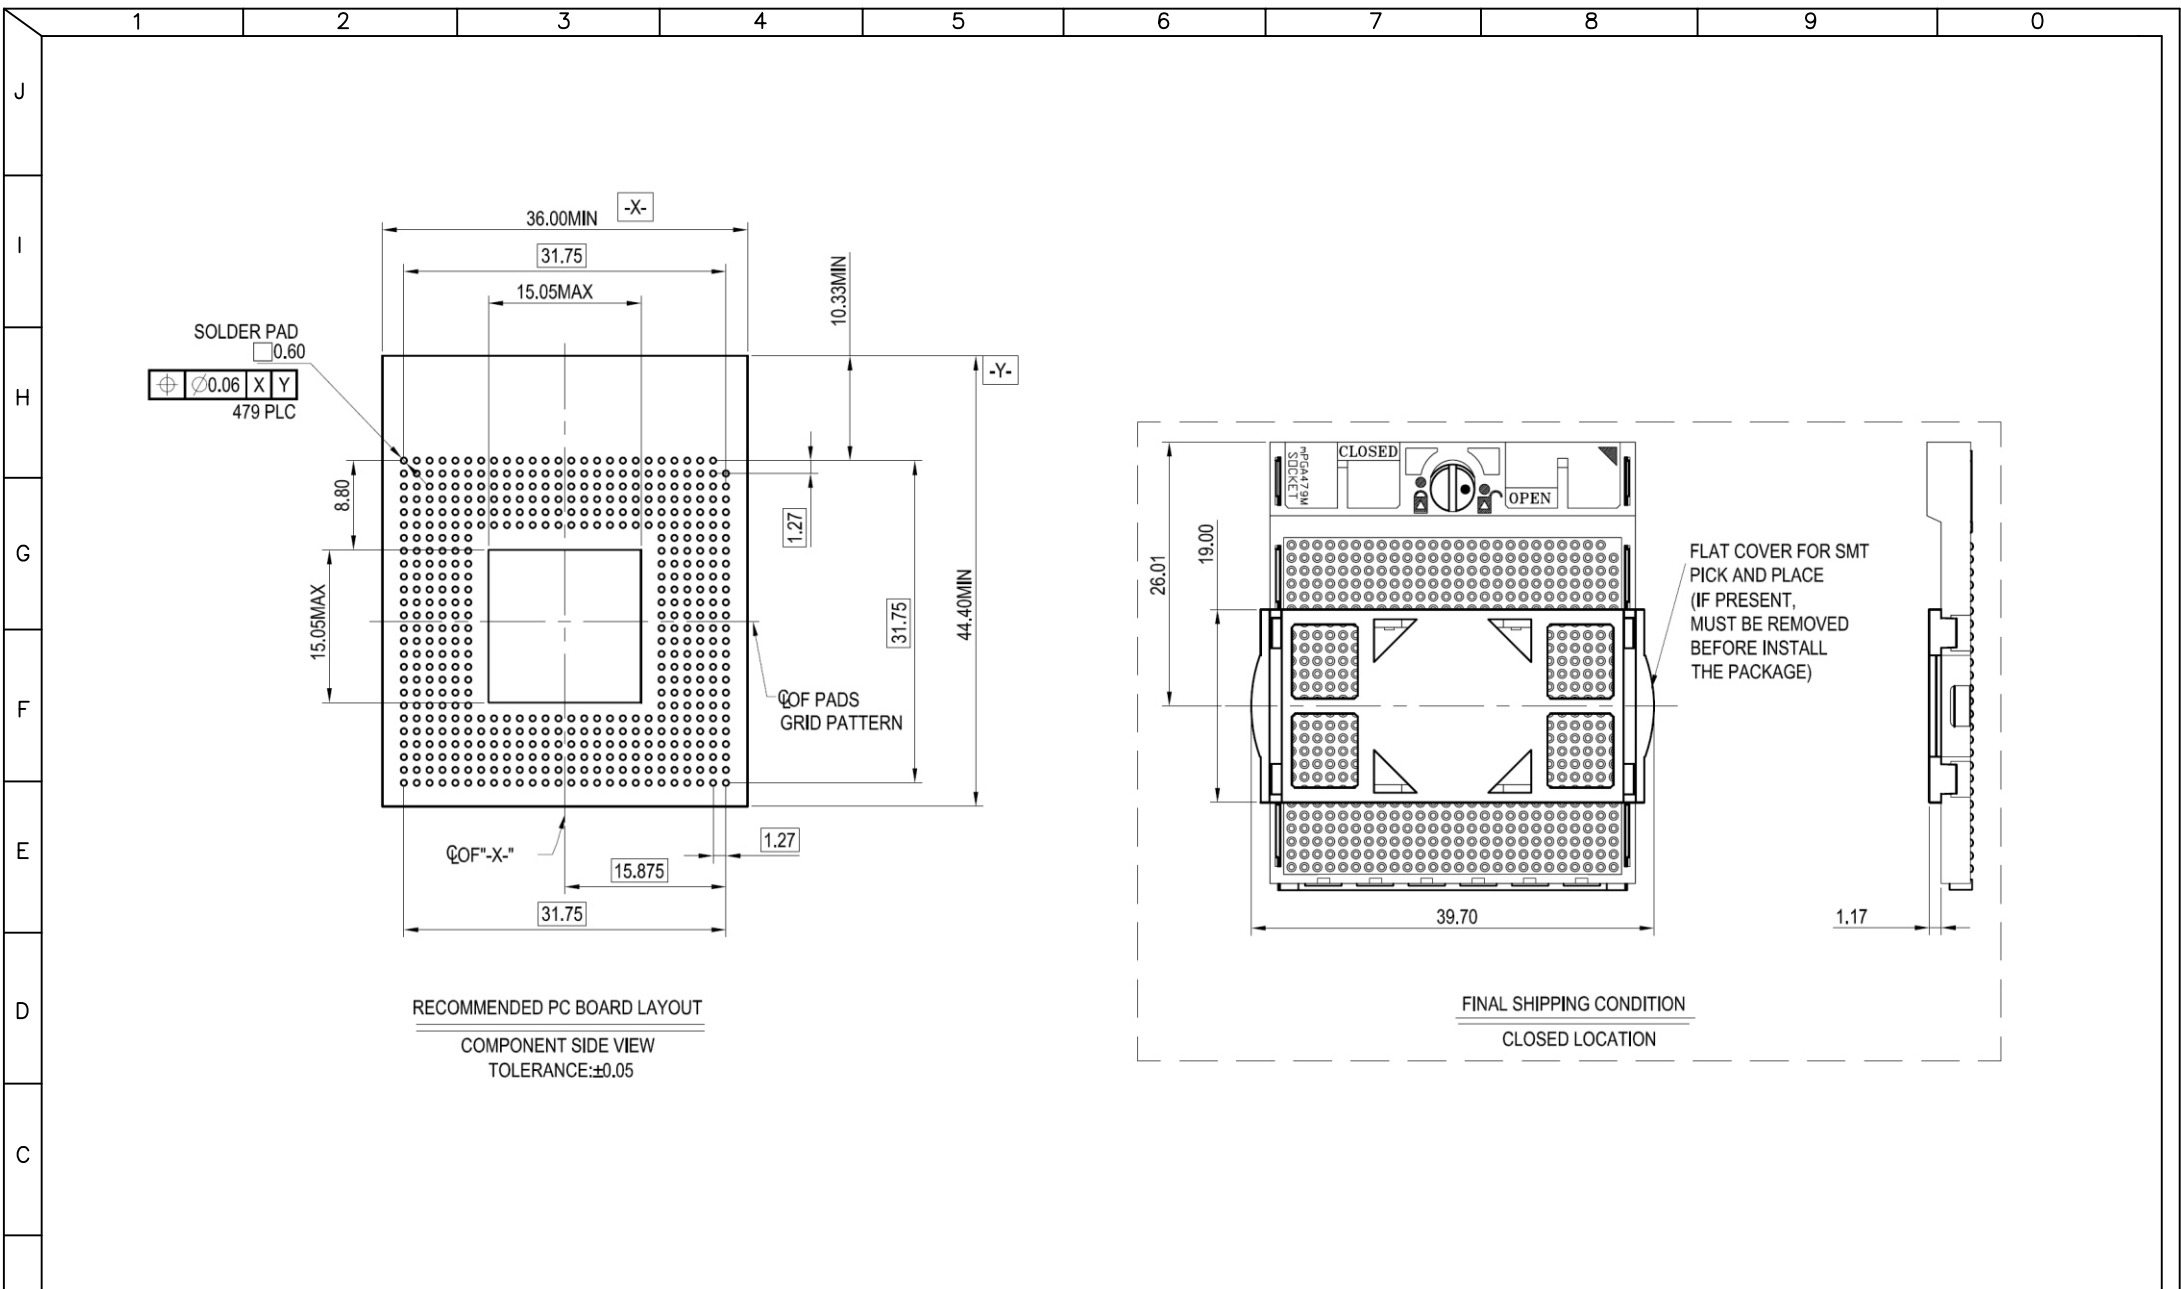 1 2 3 4 5 6 7 8 9 0
J
I
H
G
F
E
D
C
36.00MIN
-X-
31.75
15.05MAX
10.33MIN
SOLDER PAD
□0.60
⌖ ∅0.06 X Y
479 PLC
-Y-
8.80
1.27
15.05MAX
31.75
44.40MIN
℄OF PADS
GRID PATTERN
℄OF"-X-"
1.27
15.875
31.75
RECOMMENDED PC BOARD LAYOUT
COMPONENT SIDE VIEW
TOLERANCE:±0.05
mPGA479M
SOCKET
CLOSED
OPEN
26.01
19.00
FLAT COVER FOR SMT
PICK AND PLACE
(IF PRESENT,
MUST BE REMOVED
BEFORE INSTALL
THE PACKAGE)
39.70
1.17
FINAL SHIPPING CONDITION
CLOSED LOCATION